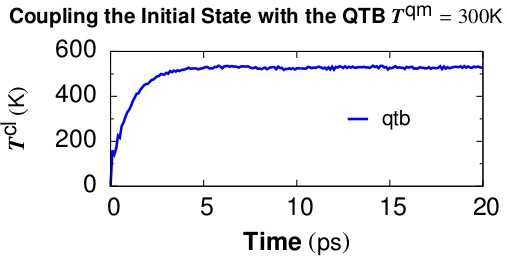 Coupling the Initial State with the QTB T^qm = 300K
600
400
200
0
T^cl (K)
qtb
0 5 10 15 20
Time (ps)